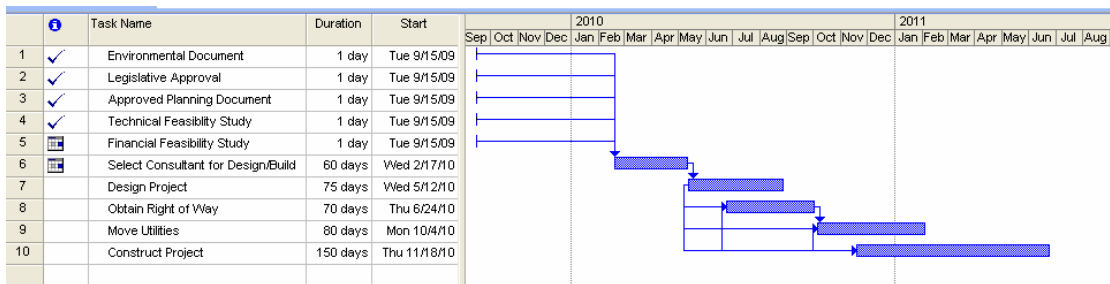 Task Name Duration Start 2010 2011
Sep Oct Nov Dec Jan Feb Mar Apr May Jun Jul Aug Sep Oct Nov Dec Jan Feb Mar Apr May Jun Jul Aug
1 Environmental Document 1 day Tue 9/15/09
2 Legislative Approval 1 day Tue 9/15/09
3 Approved Planning Document 1 day Tue 9/15/09
4 Technical Feasiblity Study 1 day Tue 9/15/09
5 Financial Feasibility Study 1 day Tue 9/15/09
6 Select Consultant for Design/Build 60 days Wed 2/17/10
7 Design Project 75 days Wed 5/12/10
8 Obtain Right of Way 70 days Thu 6/24/10
9 Move Utilities 80 days Mon 10/4/10
10 Construct Project 150 days Thu 11/18/10